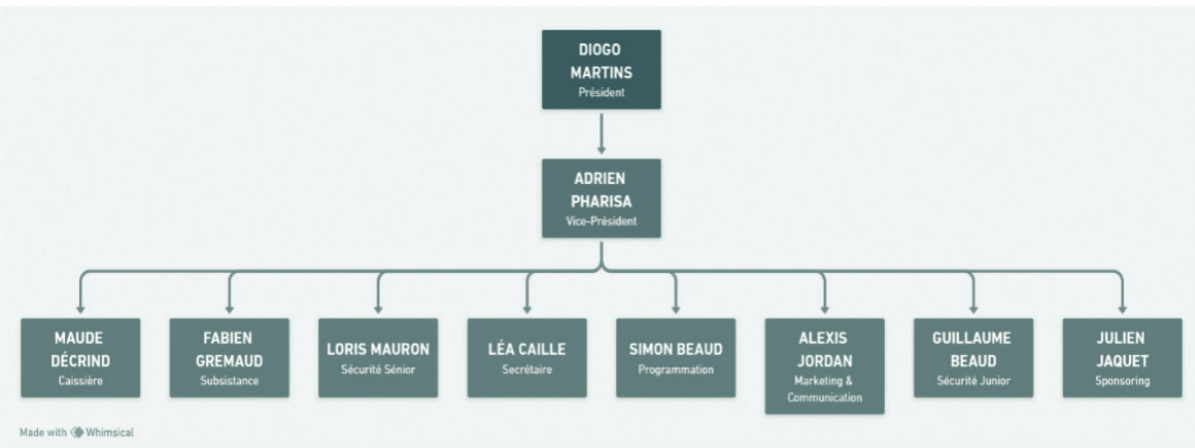 DIOGO
MARTINS
Président
ADRIEN
PHARISA
Vice-Président
MAUDE
DÉCRIND
Caissière
FABIEN
GREMAUD
Subsistance
LORIS MAURON
Sécurité Sénior
LÉA CAILLE
Secrétaire
SIMON BEAUD
Programmation
ALEXIS
JORDAN
Marketing &
Communication
GUILLAUME
BEAUD
Sécurité Junior
JULIEN
JAQUET
Sponsoring
Made with Whimsical